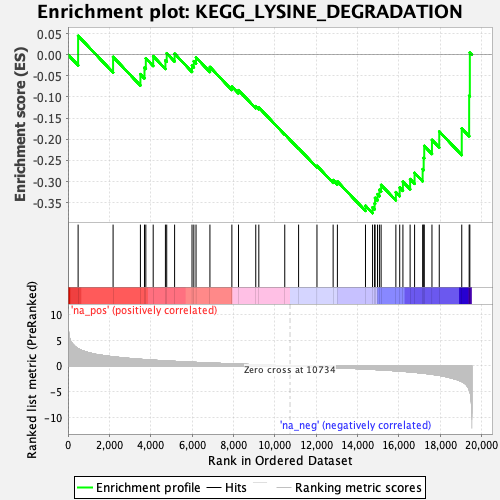 Enrichment plot: KEGG_LYSINE_DEGRADATION
Enrichment score (ES)
0.05
0.00
-0.05
-0.10
-0.15
-0.20
-0.25
-0.30
-0.35
'na_pos' (positively correlated)
Ranked list metric (PreRanked)
10
5
0
-5
-10
Zero cross at 10734
'na_neg' (negatively correlated)
0 2,000 4,000 6,000 8,000 10,000 12,000 14,000 16,000 18,000 20,000
Rank in Ordered Dataset
Enrichment profile Hits Ranking metric scores